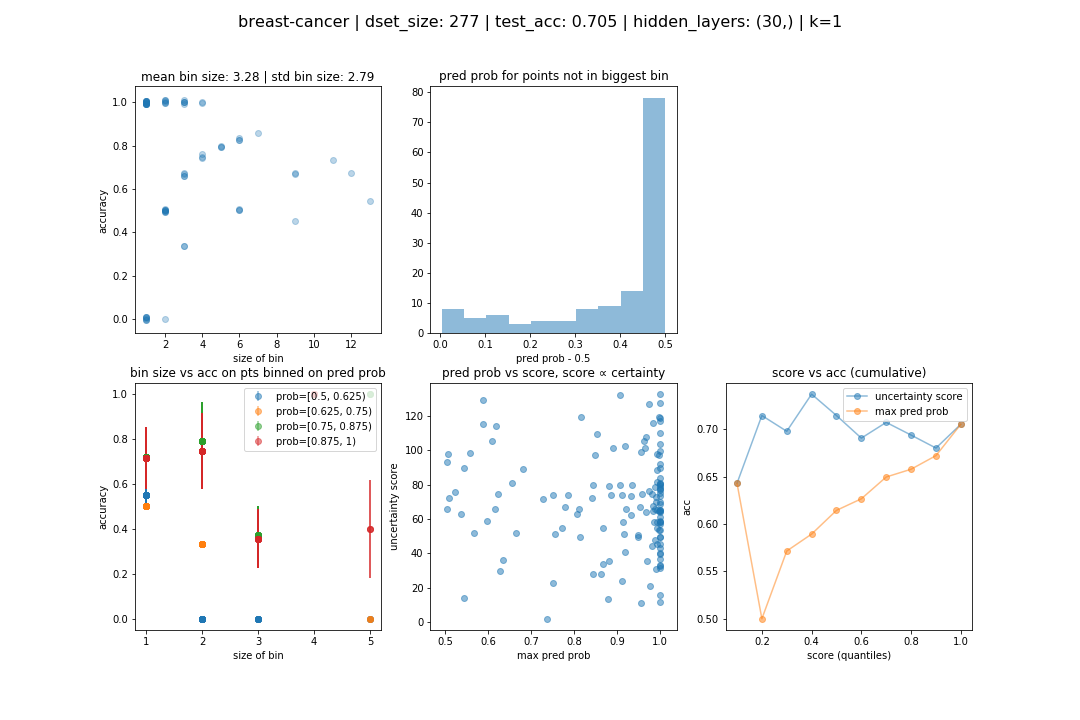 breast-cancer | dset_size: 277 | test_acc: 0.705 | hidden_layers: (30,) | k=1
mean bin size: 3.28 | std bin size: 2.79
accuracy
1.0
0.8
0.6
0.4
0.2
0.0
2 4 6 8 10 12
size of bin
pred prob for points not in biggest bin
80
70
60
50
40
30
20
10
0
0.0 0.1 0.2 0.3 0.4 0.5
pred prob - 0.5
bin size vs acc on pts binned on pred prob
accuracy
1.0
0.8
0.6
0.4
0.2
0.0
prob=[0.5, 0.625)
prob=[0.625, 0.75)
prob=[0.75, 0.875)
prob=[0.875, 1)
1 2 3 4 5
size of bin
pred prob vs score, score ∝ certainty
uncertainty score
120
100
80
60
40
20
0
0.5 0.6 0.7 0.8 0.9 1.0
max pred prob
score vs acc (cumulative)
acc
0.70
0.65
0.60
0.55
0.50
uncertainty score
max pred prob
0.2 0.4 0.6 0.8 1.0
score (quantiles)